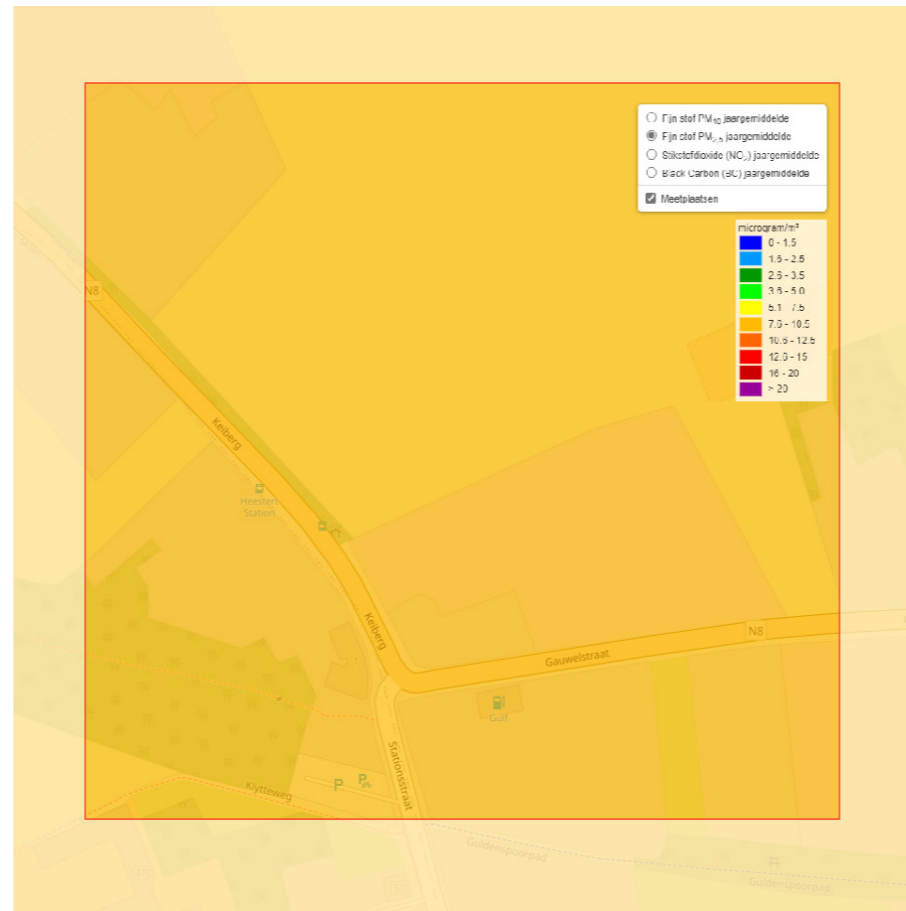 Fijn stof PM10 jaargemiddelde
Fijn stof PM2,5 jaargemiddelde
Stikstofdioxide (NO2) jaargemiddelde
Black Carbon (BC) jaargemiddelde
Meetplaatsen
microgram/m³
0 - 1.5
1.6 - 2.5
2.6 - 3.5
3.6 - 5.0
5.1 - 7.5
7.6 - 10.5
10.6 - 12.5
12.6 - 15
16 - 20
> 20
N8
Keiberg
Heestert
Station
Keiberg
N8
Gauwelstraat
Gulf
Stationsstraat
P
P
Klytteweg
Guldenspoorpad
Guldenspoorpad